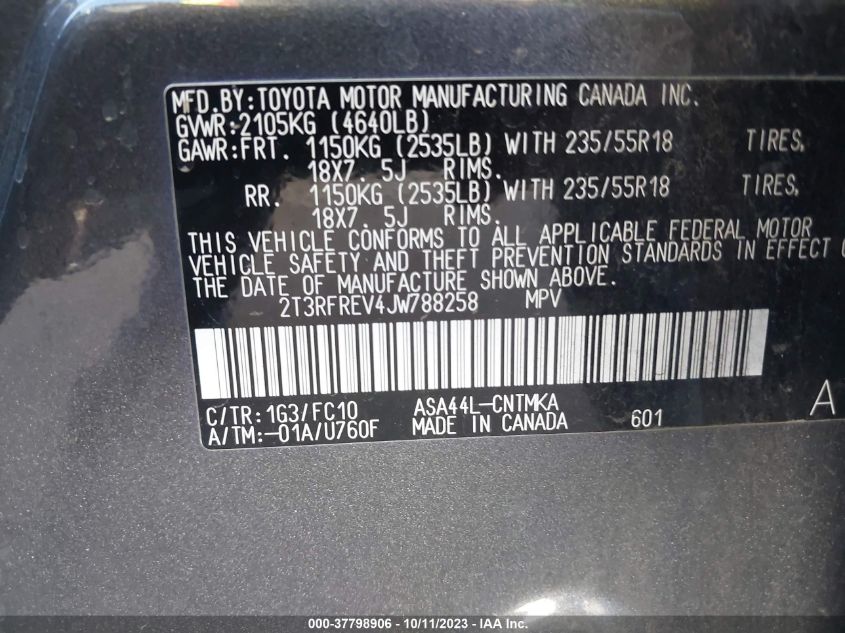 MFD.BY:TOYOTA MOTOR MANUFACTURING CANADA INC.
GVWR:2105KG (4640LB)
GAWR:FRT. 1150KG (2535LB) WITH 235/55R18 TIRES,
18X7.5J RIMS.
RR. 1150KG (2535LB) WITH 235/55R18 TIRES,
18X7.5J RIMS.
THIS VEHICLE CONFORMS TO ALL APPLICABLE FEDERAL MOTOR
VEHICLE SAFETY AND THEFT PREVENTION STANDARDS IN EFFECT
THE DATE OF MANUFACTURE SHOWN ABOVE.
2T3RFREV4JW788258 MPV
C/TR:1G3/FC10 ASA44L-CNTMKA A
A/TM:-01A/U760F MADE IN CANADA 601
000-37798906 - 10/11/2023 - IAA Inc.